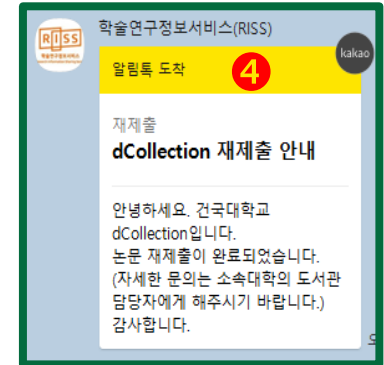 RISS
학술연구정보서비스(RISS)
kakao
알림톡 도착
4
재제출
dCollection 재제출 안내
안녕하세요. 건국대학교
dCollection입니다.
논문 재제출이 완료되었습니다.
(자세한 문의는 소속대학의 도서관
담당자에게 해주시기 바랍니다.)
감사합니다.